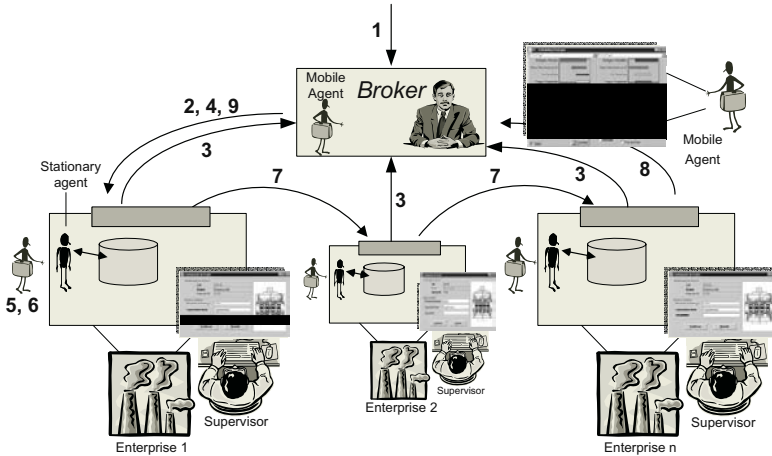 1
Mobile
Agent
Broker
2, 4, 9
3
Mobile
Agent
Stationary
agent
7
3
7
3
8
5, 6
Enterprise 1
Supervisor
Enterprise 2
Supervisor
Enterprise n
Supervisor